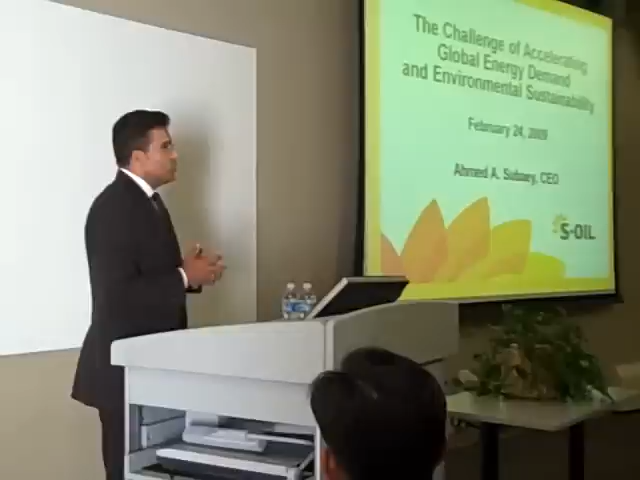 The Challenge of Accelerating
Global Energy Demand
and Environmental Sustainability
February 24, 2009
Ahmed A. Subaey, CEO
S-OIL